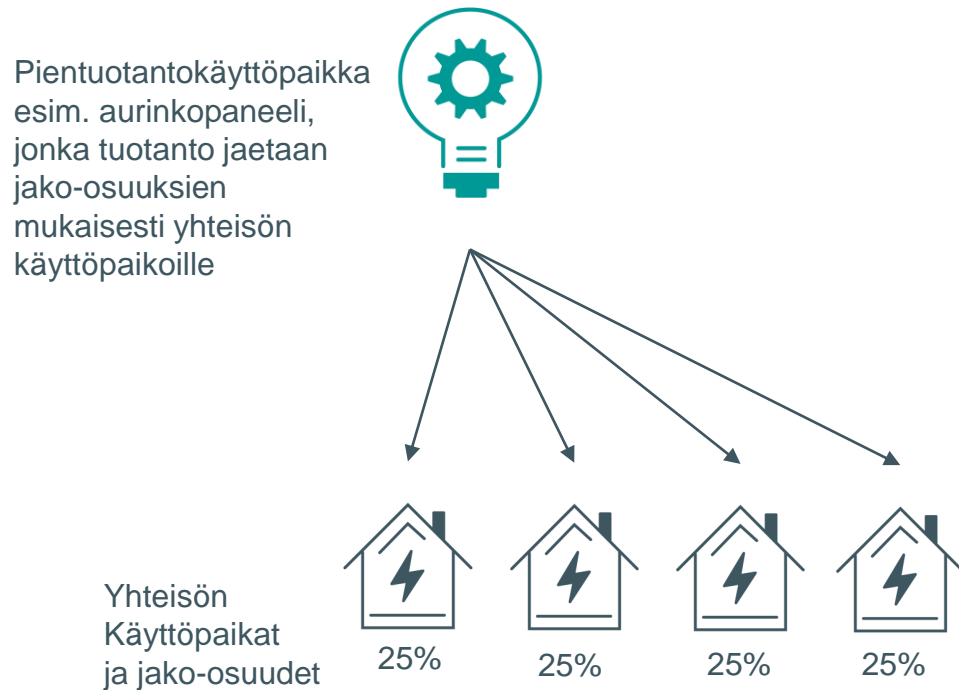 Pientuotantokäyttöpaikka
esim. aurinkopaneeli,
jonka tuotanto jaetaan
jako-osuuksien
mukaisesti yhteisön
käyttöpaikoille
Yhteisön
Käyttöpaikat
ja jako-osuudet
25%
25%
25%
25%